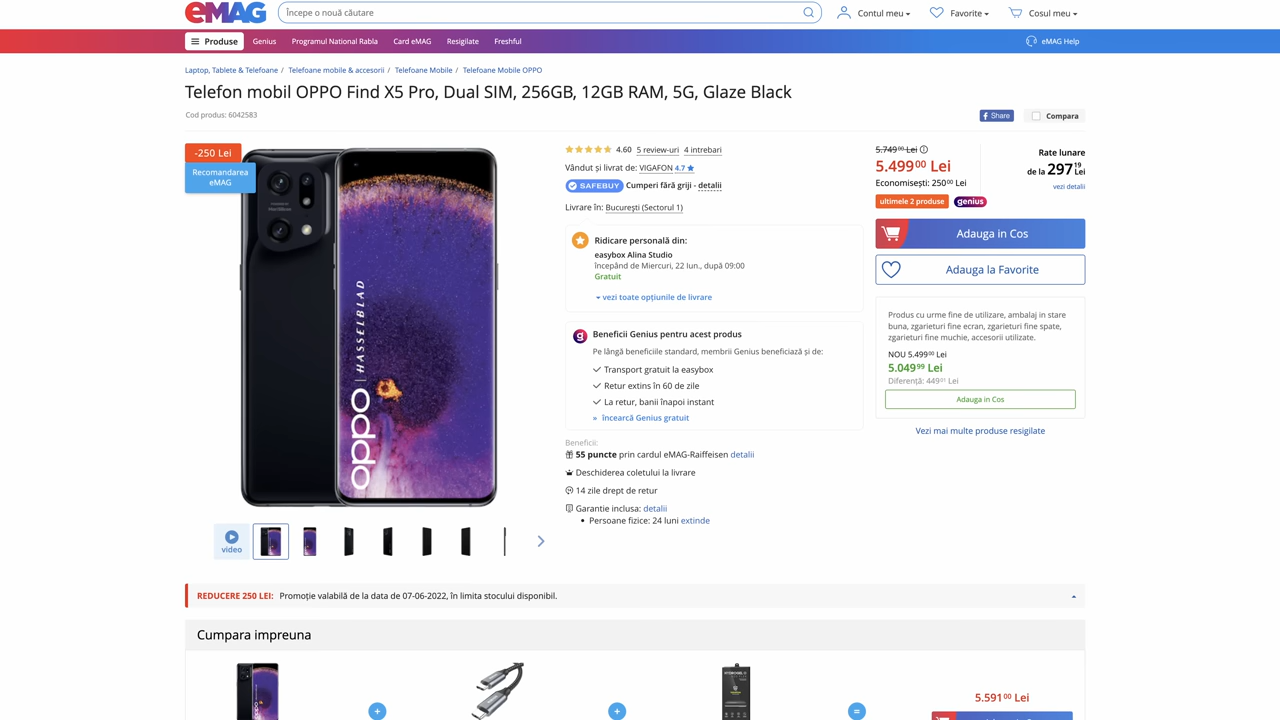 eMAG
Începe o nouă căutare
Contul meu
Favorite
Cosul meu
Produse
Genius
Programul National Rabla
Card eMAG
Resigilate
Freshful
eMAG Help
Laptop, Tablete & Telefoane / Telefoane mobile & accesorii / Telefoane Mobile / Telefoane Mobile OPPO
Telefon mobil OPPO Find X5 Pro, Dual SIM, 256GB, 12GB RAM, 5G, Glaze Black
Cod produs: 6042583
Share
Compara
-250 Lei
Recomandarea
eMAG
oppo | HASSELBLAD
video
4.60 5 review-uri 4 intrebari
Vândut și livrat de: VIGAFON 4.7
SAFEBUY Cumperi fără griji - detalii
Livrare în: București (Sectorul 1)
Ridicare personală din:
easybox Alina Studio
începând de Miercuri, 22 Iun., după 09:00
Gratuit
vezi toate opțiunile de livrare
g
Beneficii Genius pentru acest produs
Pe lângă beneficiile standard, membrii Genius beneficiază și de:
Transport gratuit la easybox
Retur extins în 60 de zile
La retur, banii înapoi instant
» încearcă Genius gratuit
Beneficii:
55 puncte prin cardul eMAG-Raiffeisen detalii
Deschiderea coletului la livrare
14 zile drept de retur
Garantie inclusa: detalii
• Persoane fizice: 24 luni extinde
5.749⁰⁰ Lei
5.499⁰⁰ Lei
Economisești: 250⁰⁰ Lei
ultimele 2 produse
genius
Rate lunare
de la 297¹⁹ Lei
vezi detalii
Adauga in Cos
Adauga la Favorite
Produs cu urme fine de utilizare, ambalaj in stare
buna, zgarieturi fine ecran, zgarieturi fine spate,
zgarieturi fine muchie, accesorii utilizate.
NOU 5.499⁰⁰ Lei
5.049⁹⁹ Lei
Diferență: 449⁰¹ Lei
Adauga in Cos
Vezi mai multe produse resigilate
REDUCERE 250 LEI: Promoție valabilă de la data de 07-06-2022, în limita stocului disponibil.
Cumpara impreuna
+
+
=
5.591⁰⁰ Lei